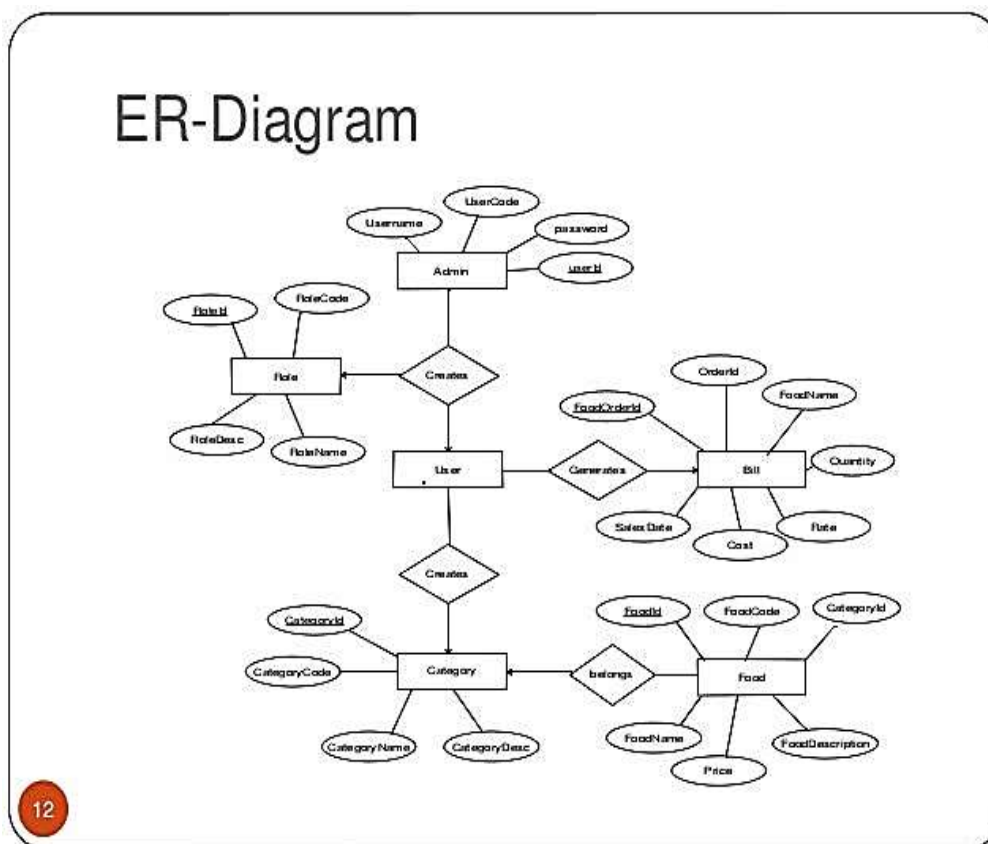 ER-Diagram
UserCode
Username
password
Admin
userId
RoleCode
RoleId
Role
Creates
OrderId
FoodName
FoodOrderId
RoleDesc
RoleName
User
Generates
Bill
Quantity
SalesDate
Rate
Cost
Creates
CategoryId
FoodId
FoodCode
CategoryId
CategoryCode
Category
belongs
Food
CategoryName
CategoryDesc
FoodName
FoodDescription
Price
12